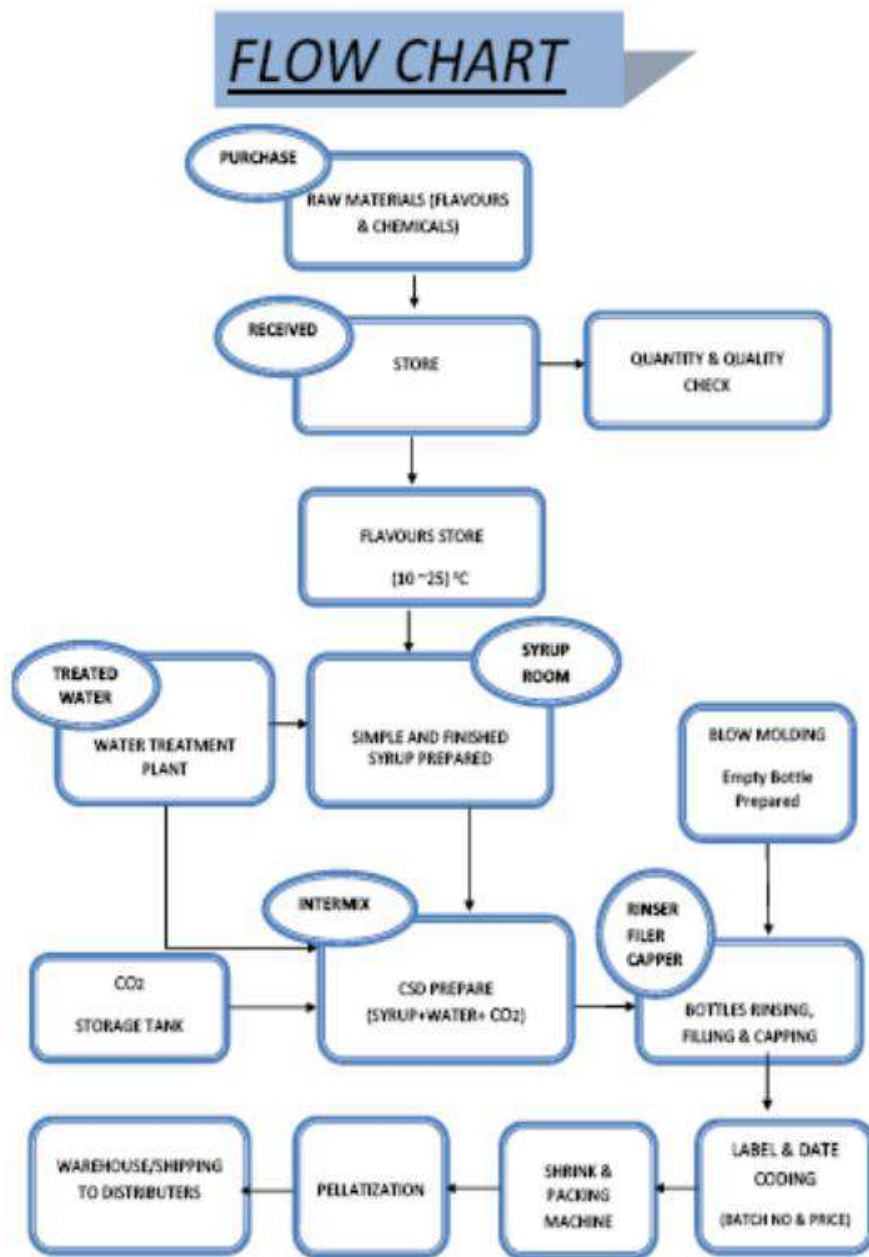 FLOW CHART
PURCHASE
RAW MATERIALS (FLAVOURS
& CHEMICALS)
RECEIVED
STORE
QUANTITY & QUALITY
CHECK
FLAVOURS STORE
(10 ~25) ⁰C
TREATED
WATER
WATER TREATMENT
PLANT
SYRUP
ROOM
SIMPLE AND FINISHED
SYRUP PREPARED
BLOW MOLDING
Empty Bottle
Prepared
INTERMIX
CSD PREPARE
(SYRUP+WATER+ CO2)
CO2
STORAGE TANK
RINSER
FILER
CAPPER
BOTTLES RINSING,
FILLING & CAPPING
LABEL & DATE
CODING
(BATCH NO & PRICE)
SHRINK &
PACKING
MACHINE
PELLATIZATION
WAREHOUSE/SHIPPING
TO DISTRIBUTERS